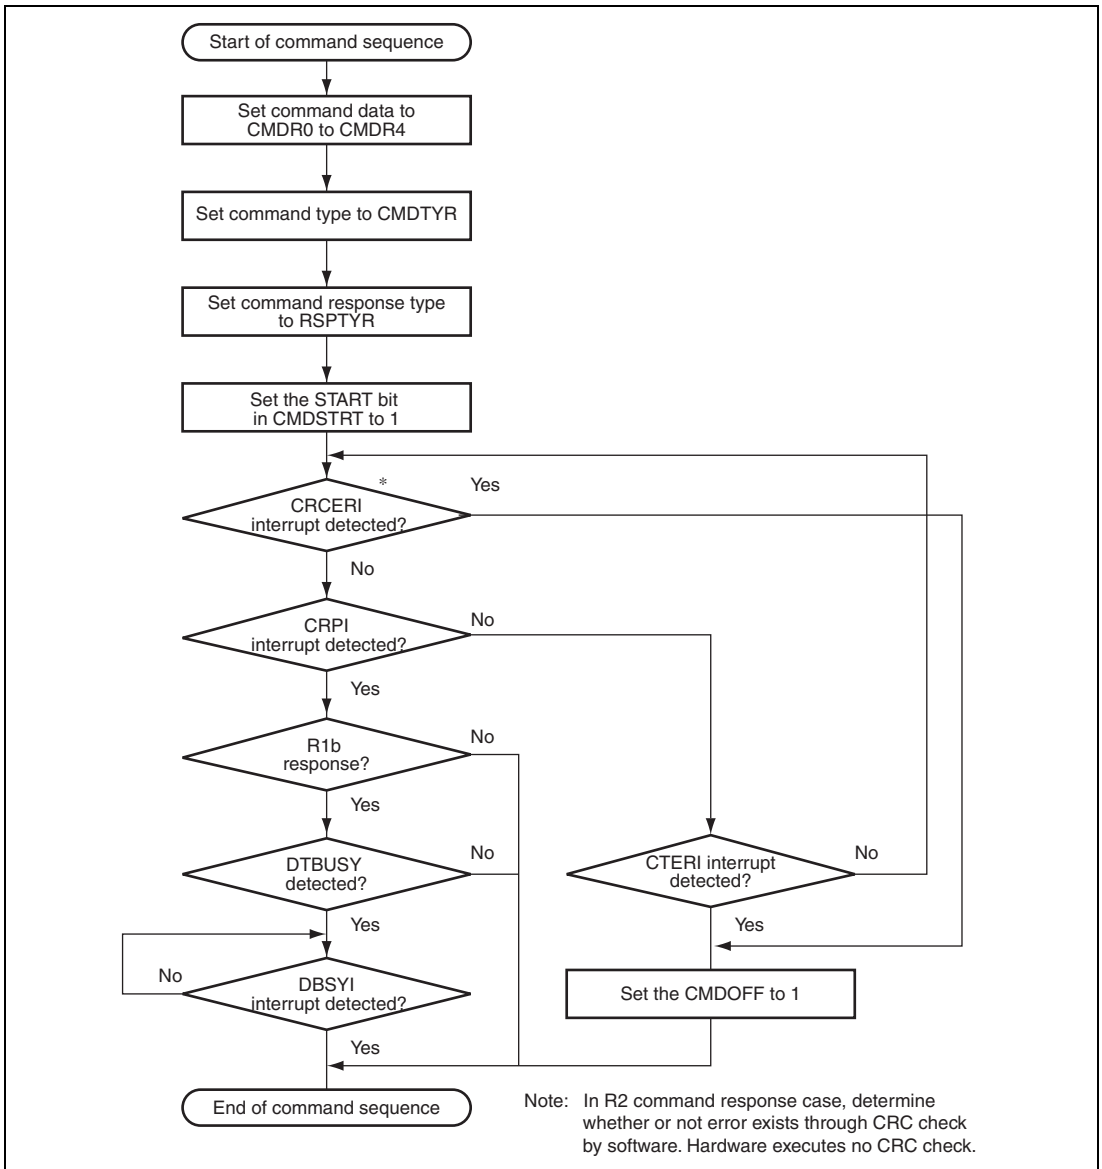 Start of command sequence
Set command data to
CMDR0 to CMDR4
Set command type to CMDTYR
Set command response type
to RSPTYR
Set the START bit
in CMDSTRT to 1
*
Yes
CRCERI
interrupt detected?
No
CRPI
interrupt detected?
No
Yes
R1b
response?
No
Yes
DTBUSY
detected?
No
CTERI interrupt
detected?
No
Yes
Yes
No
DBSYI
interrupt detected?
Set the CMDOFF to 1
Yes
End of command sequence
Note: In R2 command response case, determine
whether or not error exists through CRC check
by software. Hardware executes no CRC check.